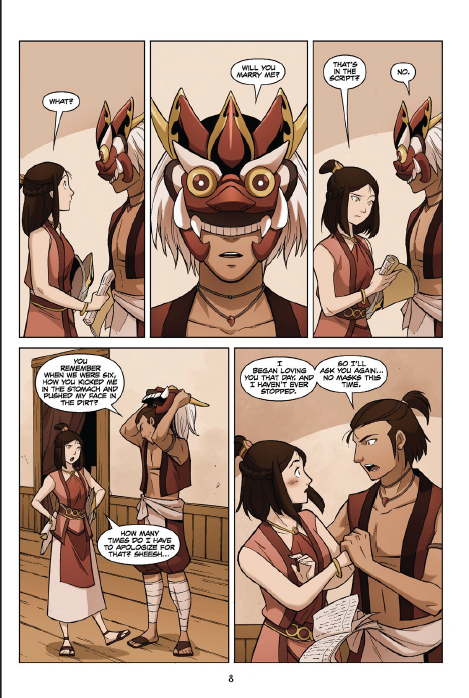 WHAT?
WILL YOU
MARRY ME?
THAT'S
IN THE
SCRIPT?
NO.
YOU
REMEMBER
WHEN WE WERE SIX,
HOW YOU KICKED ME
IN THE STOMACH AND
PUSHED MY FACE IN
THE DIRT?
HOW MANY
TIMES DO I HAVE
TO APOLOGIZE FOR
THAT? SHEESH...
I
BEGAN LOVING
YOU THAT DAY. AND
I HAVEN'T EVER
STOPPED.
SO I'LL
ASK YOU AGAIN...
NO MASKS THIS
TIME.
8